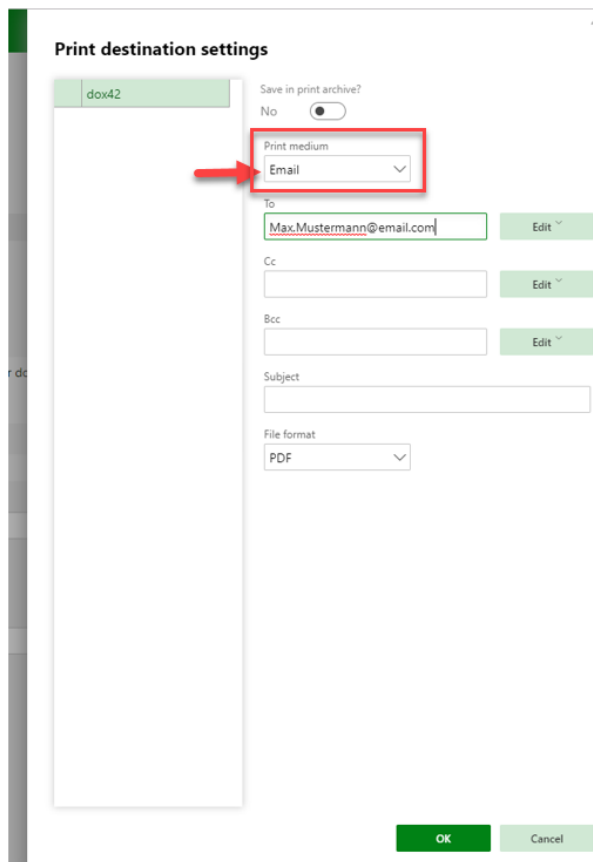 Print destination settings
dox42
Save in print archive?
No
Print medium
Email
To
Max.Mustermann@email.com
Edit
Cc
Edit
Bcc
Edit
Subject
File format
PDF
r do
OK
Cancel